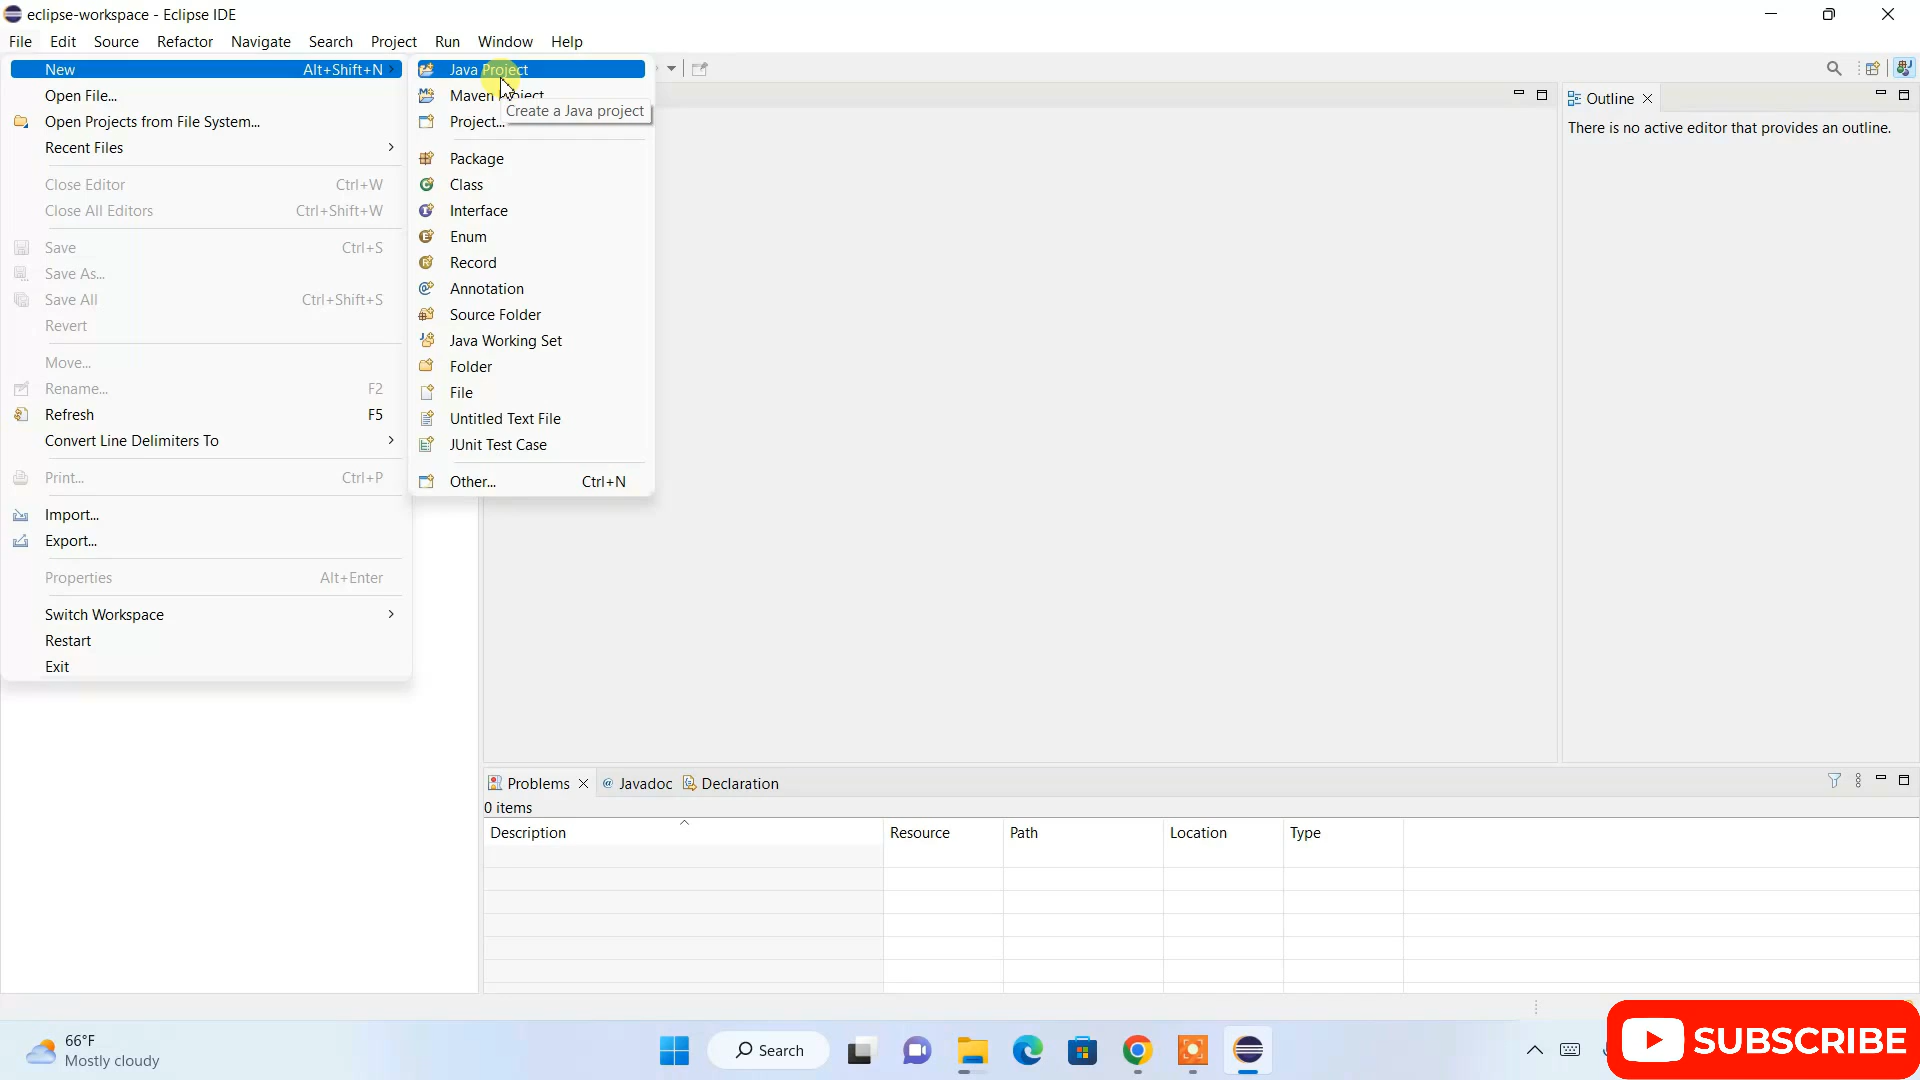 eclipse-workspace - Eclipse IDE
File Edit Source Refactor Navigate Search Project Run Window Help
New Alt+Shift+N
Open File...
Open Projects from File System...
Recent Files
Close Editor Ctrl+W
Close All Editors Ctrl+Shift+W
Save Ctrl+S
Save As...
Save All Ctrl+Shift+S
Revert
Move...
Rename... F2
Refresh F5
Convert Line Delimiters To
Print... Ctrl+P
Import...
Export...
Properties Alt+Enter
Switch Workspace
Restart
Exit
Java Project
Maven Project
Create a Java project
Project...
Package
Class
Interface
Enum
Record
Annotation
Source Folder
Java Working Set
Folder
File
Untitled Text File
JUnit Test Case
Other... Ctrl+N
Outline
There is no active editor that provides an outline.
Problems @ Javadoc Declaration
0 items
Description Resource Path Location Type
66°F
Mostly cloudy
Search
SUBSCRIBE